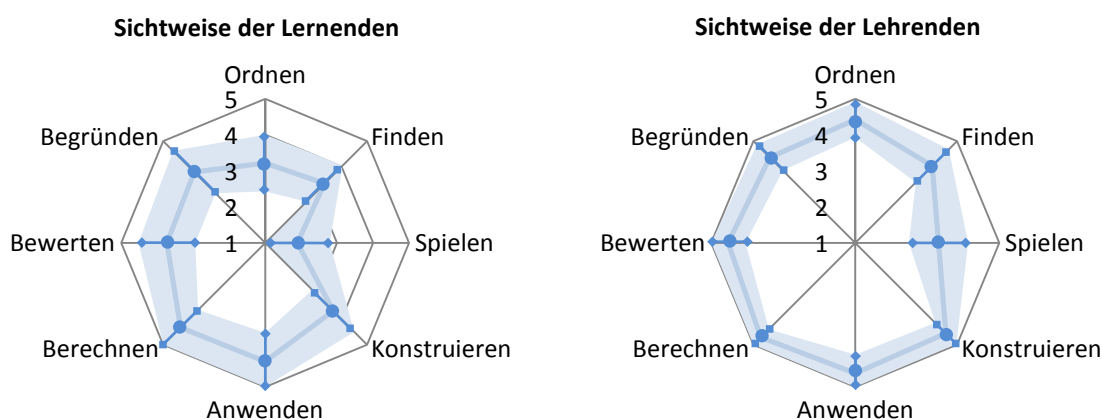 Sichtweise der Lernenden
Ordnen
5
4
3
2
1
Begründen
Finden
Bewerten
Spielen
Berechnen
Konstruieren
Anwenden
Sichtweise der Lehrenden
Ordnen
5
4
3
2
1
Begründen
Finden
Bewerten
Spielen
Berechnen
Konstruieren
Anwenden